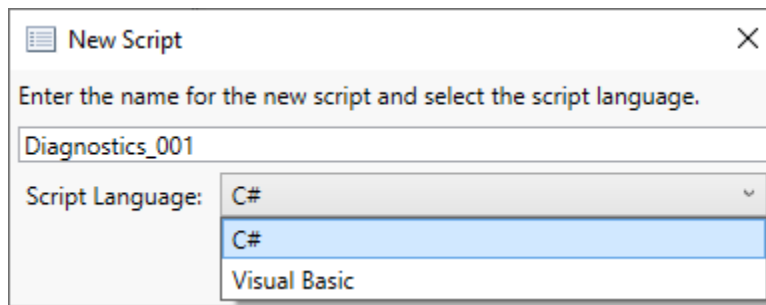 New Script
Enter the name for the new script and select the script language.
Diagnostics_001
Script Language: C#
C#
Visual Basic